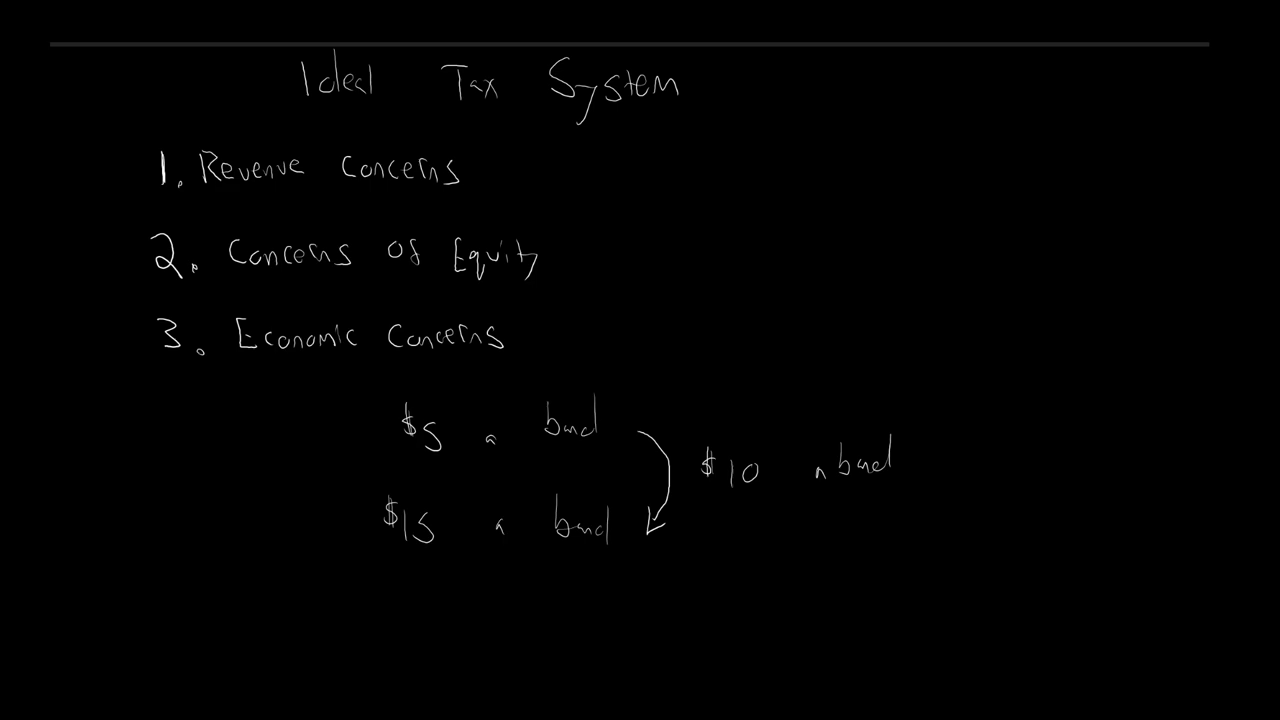 Ideal Tax System
1. Revenue Concerns
2. Concerns of Equity
3. Economic Concerns
$5 a band
$10 a band
$15 a band